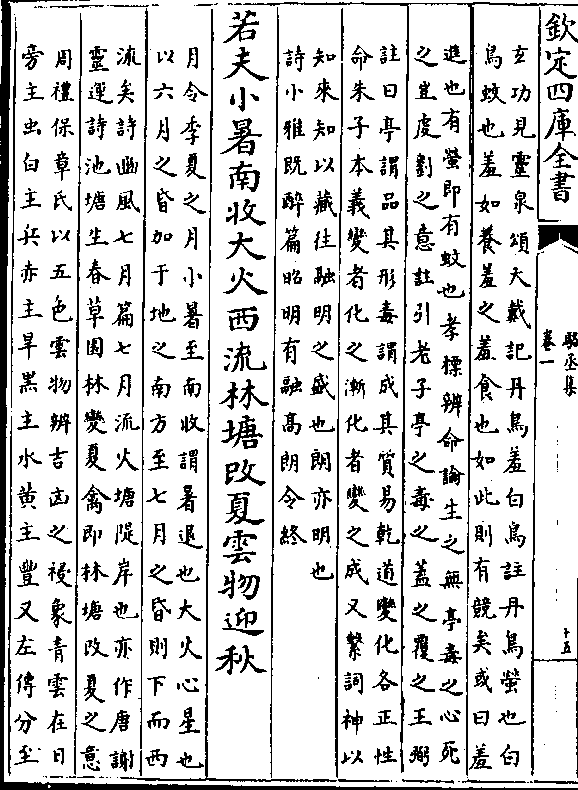 欽定四庫全書
駱丞集
卷一
十五
玄功見靈泉頌大戴記丹鳥羞白鳥註丹鳥螢也白
鳥蚊也羞如養羞之羞食也如此則有競矣或曰羞
進也有螢即有蚊也孝標辨命論生之無亭毒之心死
之豈虔劉之意註引老子亭之毒之蓋之覆之王弼
註曰亭謂品其形毒謂成其質易乾道變化各正性
命朱子本義變者化之漸化者變之成又繫詞神以
知來知以藏往融明之盛也朗亦明也
詩小雅既醉篇昭明有融高朗令終
若夫小暑南收大火西流林塘改夏雲物迎秋
月令季夏之月小暑至南收謂暑退也大火心星也
以六月之昏加于地之南方至七月之昏則下而西
流矣詩豳風七月篇七月流火塘隄岸也亦作唐謝
靈運詩池塘生春草園林變夏禽即林塘改夏之意
周禮保章氏以五色雲物辨吉凶之祲象青雲在日
旁主虫白主兵赤主旱黑主水黄主豐又左傳分至